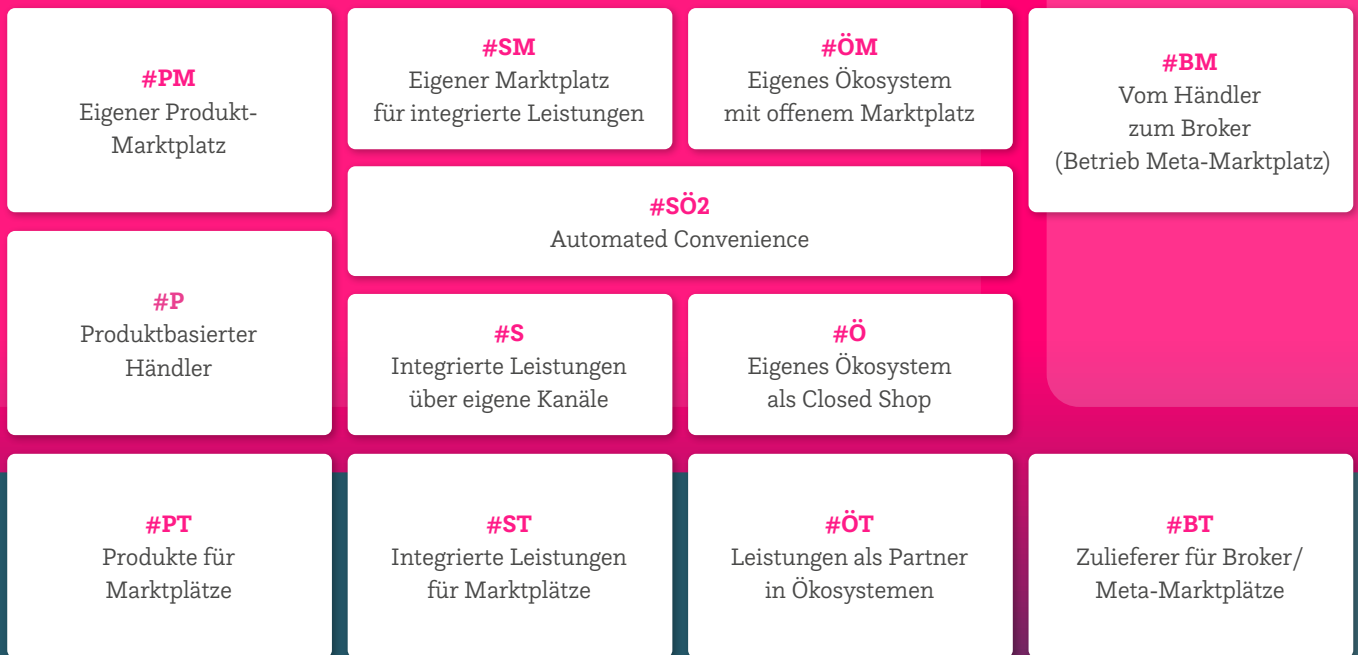 #PM
Eigener Produkt-
Marktplatz
#SM
Eigener Marktplatz
für integrierte Leistungen
#ÖM
Eigenes Ökosystem
mit offenem Marktplatz
#BM
Vom Händler
zum Broker
(Betrieb Meta-Marktplatz)
#SÖ2
Automated Convenience
#P
Produktbasierter
Händler
#S
Integrierte Leistungen
über eigene Kanäle
#Ö
Eigenes Ökosystem
als Closed Shop
#PT
Produkte für
Marktplätze
#ST
Integrierte Leistungen
für Marktplätze
#ÖT
Leistungen als Partner
in Ökosystemen
#BT
Zulieferer für Broker/
Meta-Marktplätze